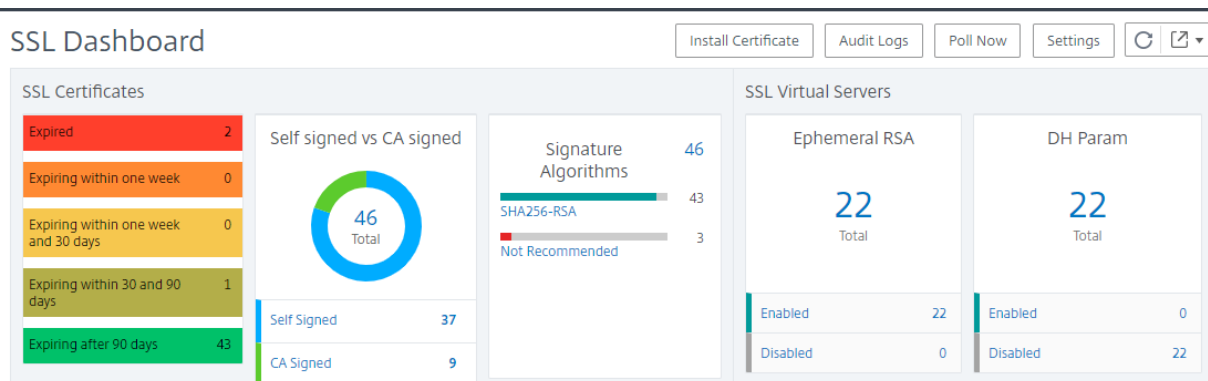 SSL Dashboard
Install Certificate
Audit Logs
Poll Now
Settings
SSL Certificates
Expired 2
Expiring within one week 0
Expiring within one week 0
and 30 days
Expiring within 30 and 90 1
days
Expiring after 90 days 43
Self signed vs CA signed
46
Total
Self Signed 37
CA Signed 9
Signature 46
Algorithms
43
SHA256-RSA
3
Not Recommended
SSL Virtual Servers
Ephemeral RSA
22
Total
Enabled 22
Disabled 0
DH Param
22
Total
Enabled 0
Disabled 22